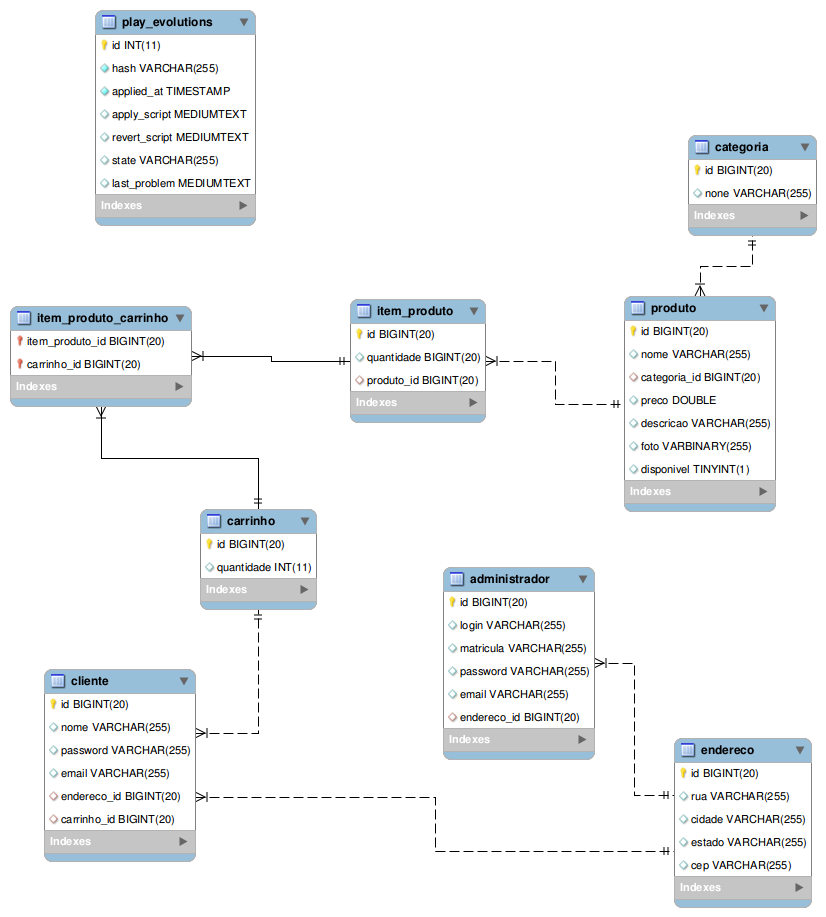 play_evolutions
id INT(11)
hash VARCHAR(255)
applied_at TIMESTAMP
apply_script MEDIUMTEXT
revert_script MEDIUMTEXT
state VARCHAR(255)
last_problem MEDIUMTEXT
Indexes
categoria
id BIGINT(20)
none VARCHAR(255)
Indexes
item_produto_carrinho
item_produto_id BIGINT(20)
carrinho_id BIGINT(20)
Indexes
item_produto
id BIGINT(20)
quantidade BIGINT(20)
produto_id BIGINT(20)
Indexes
produto
id BIGINT(20)
nome VARCHAR(255)
categoria_id BIGINT(20)
preco DOUBLE
descricao VARCHAR(255)
foto VARBINARY(255)
disponivel TINYINT(1)
Indexes
carrinho
id BIGINT(20)
quantidade INT(11)
Indexes
administrador
id BIGINT(20)
login VARCHAR(255)
matricula VARCHAR(255)
password VARCHAR(255)
email VARCHAR(255)
endereco_id BIGINT(20)
Indexes
cliente
id BIGINT(20)
nome VARCHAR(255)
password VARCHAR(255)
email VARCHAR(255)
endereco_id BIGINT(20)
carrinho_id BIGINT(20)
Indexes
endereco
id BIGINT(20)
rua VARCHAR(255)
cidade VARCHAR(255)
estado VARCHAR(255)
cep VARCHAR(255)
Indexes